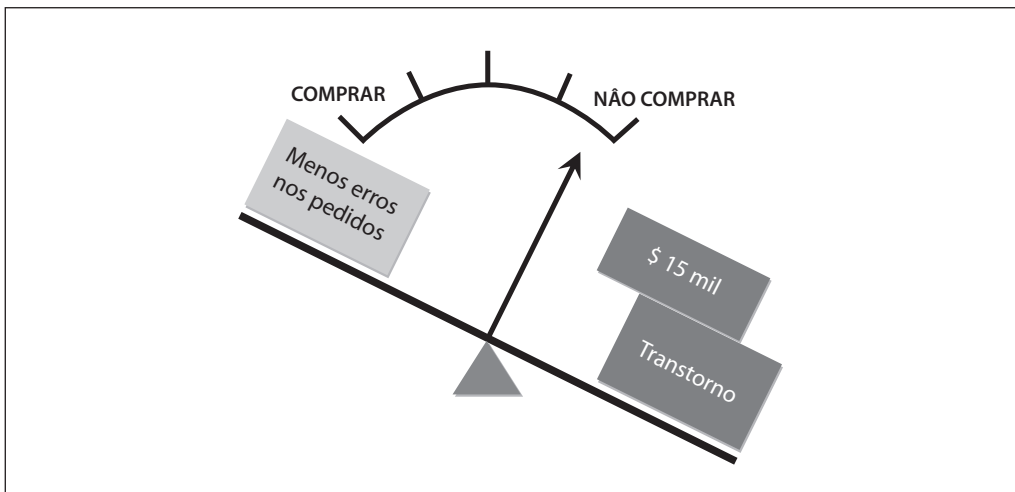 COMPRAR
NÂO COMPRAR
Menos erros
nos pedidos
$ 15 mil
Transtorno